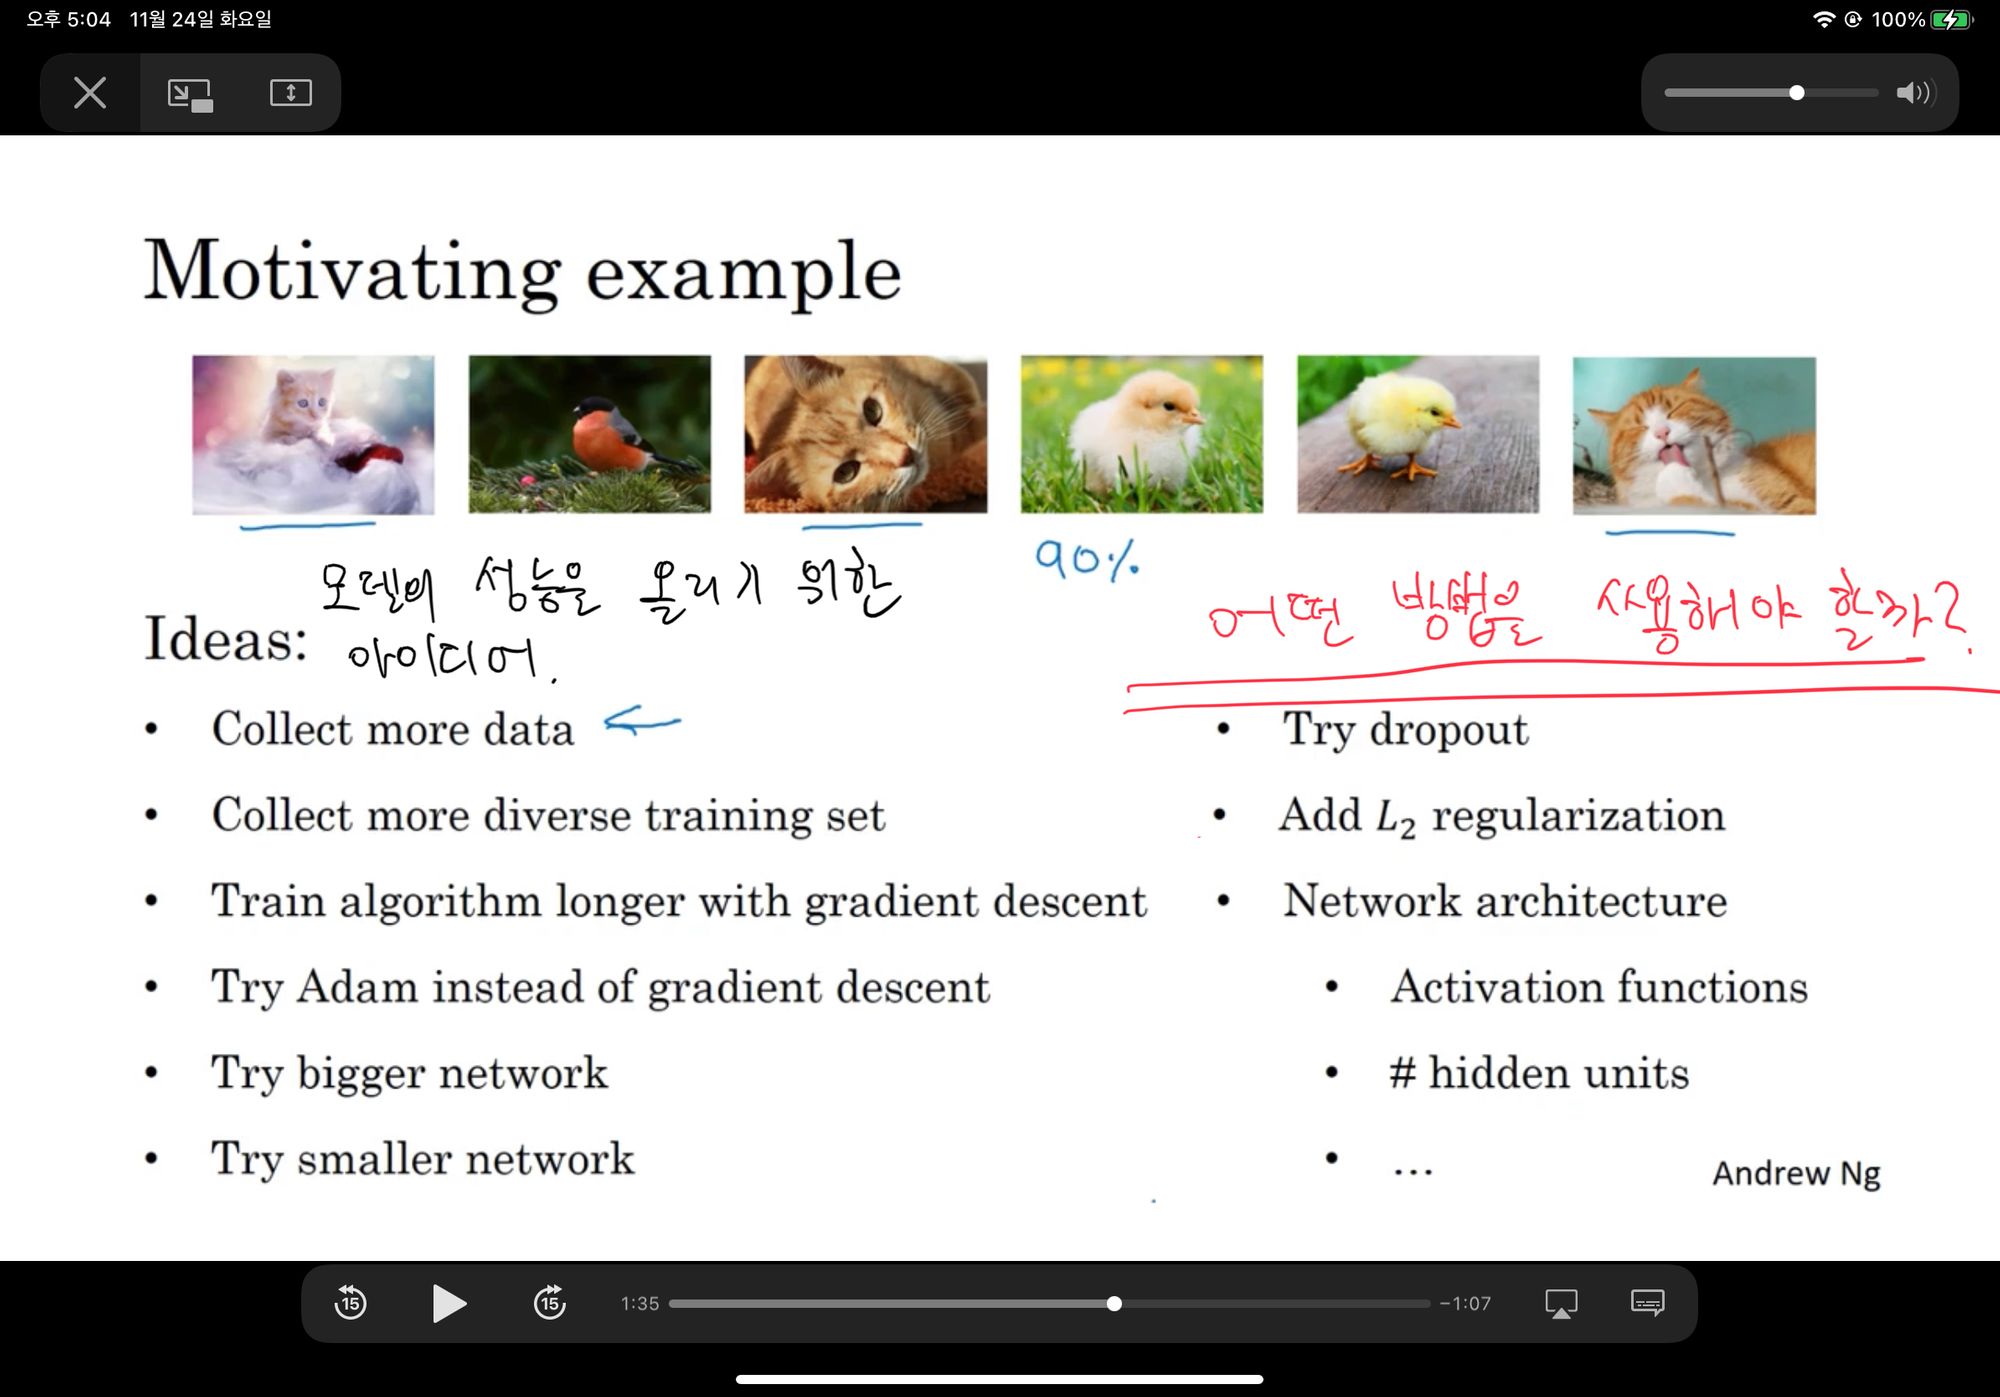 오후 5:04 11월 24일 화요일
100%
Motivating example
90%
모델의 성능을 올리기 위한
아이디어.
어떤 방법을 사용해야 할까?
Ideas:
• Collect more data
• Collect more diverse training set
• Train algorithm longer with gradient descent
• Try Adam instead of gradient descent
• Try bigger network
• Try smaller network
• Try dropout
• Add L₂ regularization
• Network architecture
• Activation functions
• # hidden units
• ...
Andrew Ng
15
15
1:35
−1:07